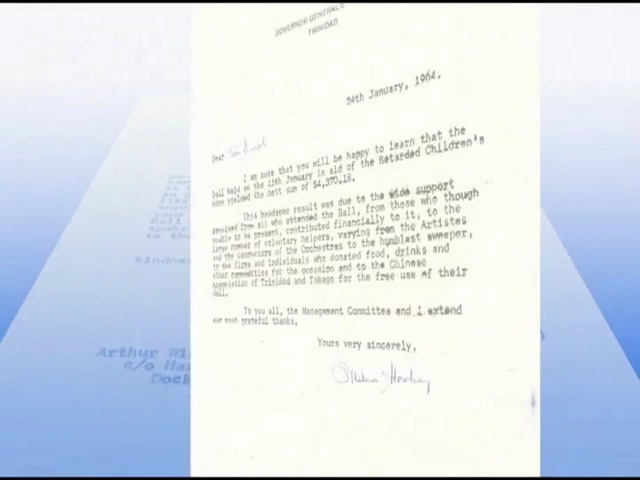 GOVERNOR GENERAL'S
TRINIDAD
24th January, 1964.
Dear
I am sure that you will be happy to learn that the
Ball held on the 11th January in aid of the Retarded Children's
Home yielded the nett sum of $4,370.18.
This handsome result was due to the wide support
received from all who attended the Ball, from those who though
unable to be present, contributed financially to it, to the
large number of voluntary helpers, varying from the Artistes
and the conductors of the Orchestras to the humblest sweeper,
to the firms and individuals who donated food, drinks and
other commodities for the occasion and to the Chinese
Association of Trinidad and Tobago for the free use of their
Hall.
To you all, the Management Committee and I extend
our most grateful thanks.
Yours very sincerely,
Arthur Wi
c/o Ha
Dock
kindnes